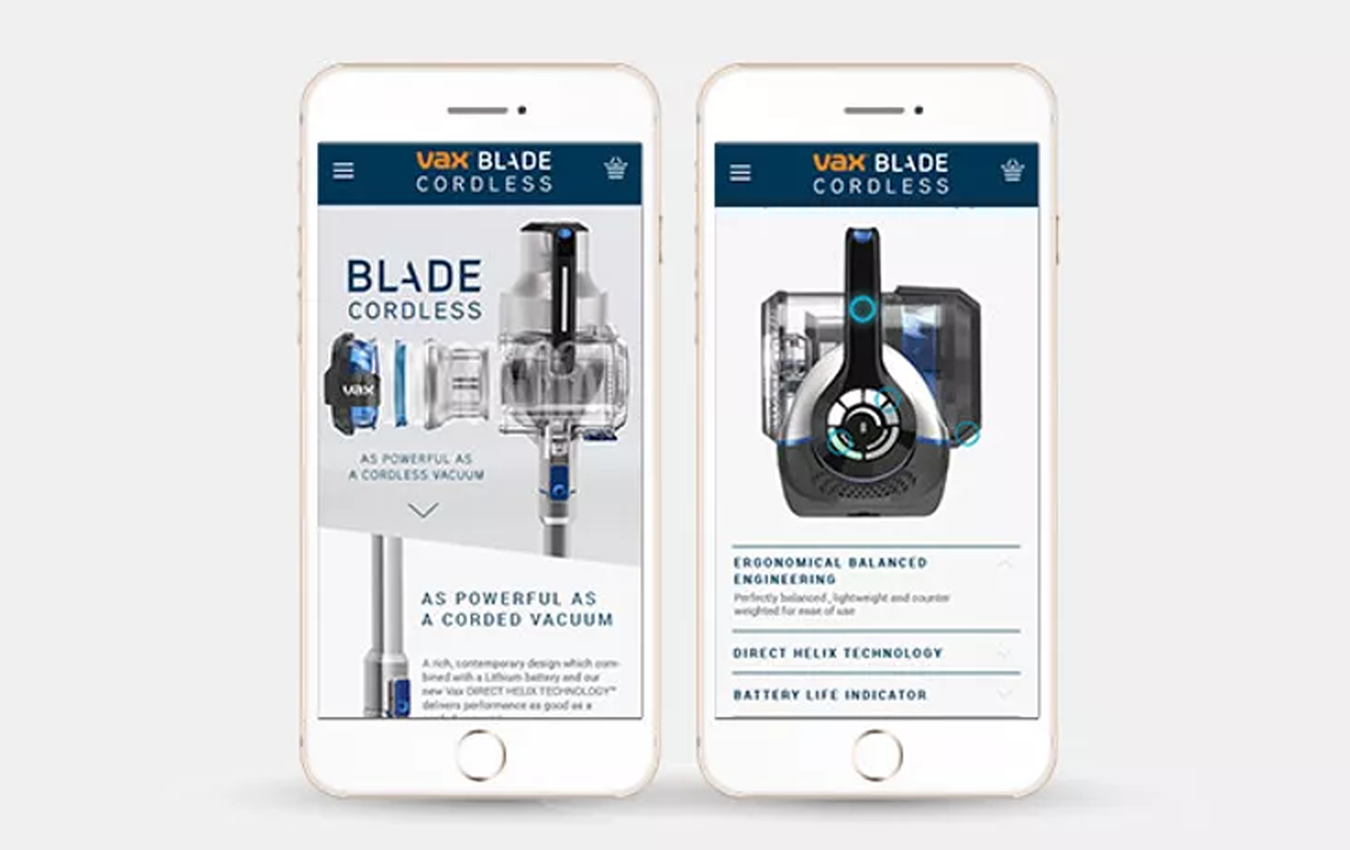 vax BLADE
CORDLESS
BLADE
CORDLESS
vax
AS POWERFUL AS
A CORDLESS VACUUM
AS POWERFUL AS
A CORDED VACUUM
A rich, contemporary design which com-
bined with a Lithium battery and our
new Vax DIRECT HELIX TECHNOLOGY™
delivers performance as good as a
vax BLADE
CORDLESS
ERGONOMICAL BALANCED
ENGINEERING
Perfectly balanced, lightweight and counter
weighted for ease of use
DIRECT HELIX TECHNOLOGY
BATTERY LIFE INDICATOR